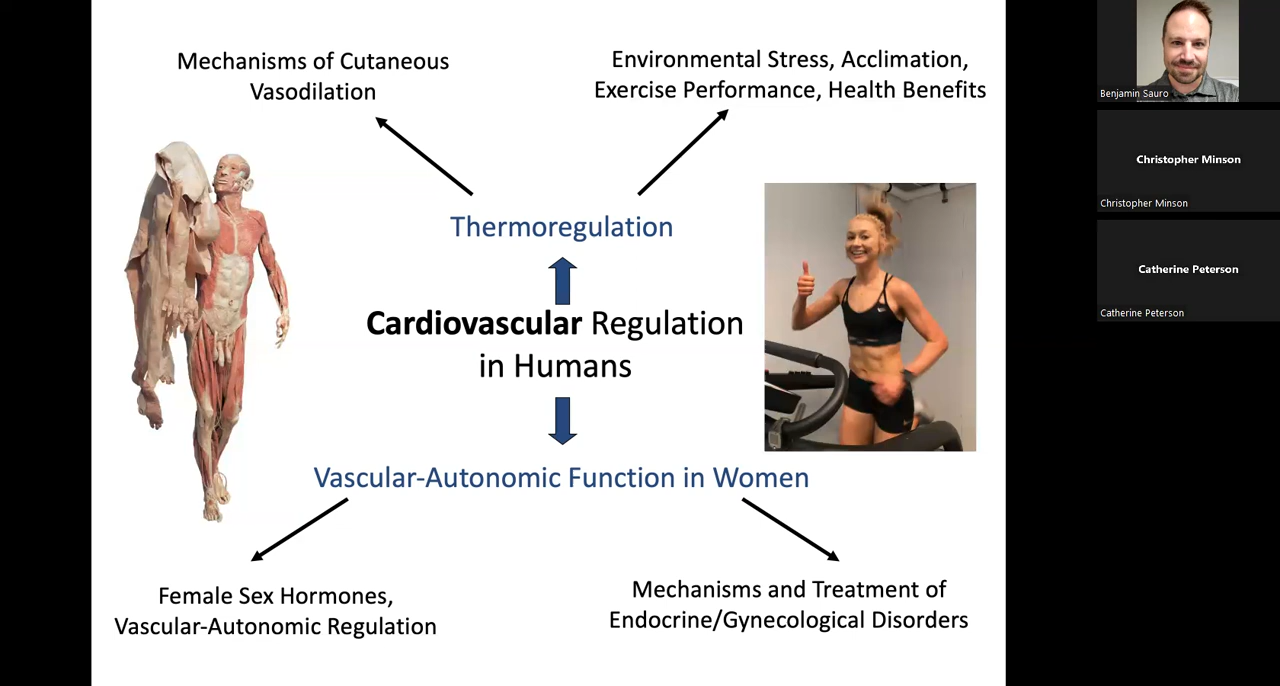 Mechanisms of Cutaneous
Vasodilation
Environmental Stress, Acclimation,
Exercise Performance, Health Benefits
Thermoregulation
Cardiovascular Regulation
in Humans
Vascular-Autonomic Function in Women
Female Sex Hormones,
Vascular-Autonomic Regulation
Mechanisms and Treatment of
Endocrine/Gynecological Disorders
Benjamin Sauro
Christopher Minson
Christopher Minson
Catherine Peterson
Catherine Peterson